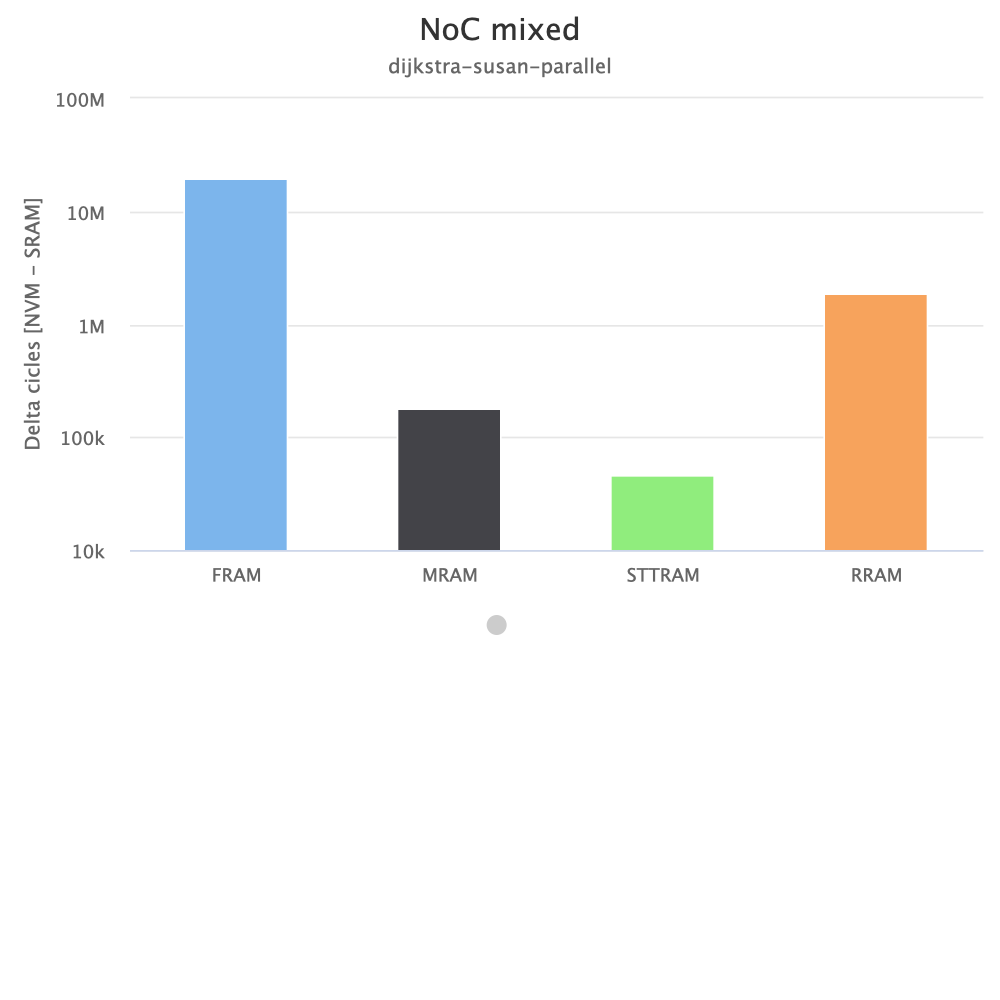 NoC mixed
dijkstra-susan-parallel
Delta cicles [NVM - SRAM]
100M
10M
1M
100k
10k
FRAM
MRAM
STTRAM
RRAM